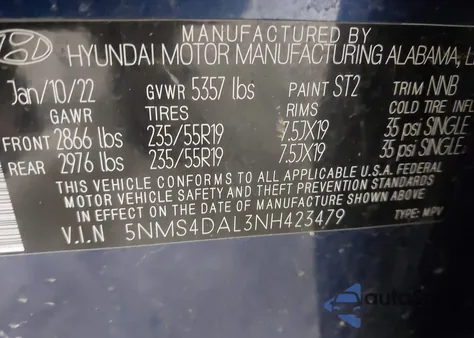 MANUFACTURED BY
HYUNDAI MOTOR MANUFACTURING ALABAMA,
Jan/10/22 GVWR 5357 lbs PAINT ST2 TRIM NNB
GAWR TIRES RIMS COLD TIRE INF
FRONT 2866 lbs 235/55R19 7.5JX19 35 psi SINGLE
REAR 2976 lbs 235/55R19 7.5JX19 35 psi SINGLE
THIS VEHICLE CONFORMS TO ALL APPLICABLE U.S.A. FEDERAL
MOTOR VEHICLE SAFETY AND THEFT PREVENTION STANDARDS
IN EFFECT ON THE DATE OF MANUFACTURE SHOWN ABOVE.
V.I.N 5NMS4DAL3NH423479 TYPE: MPV